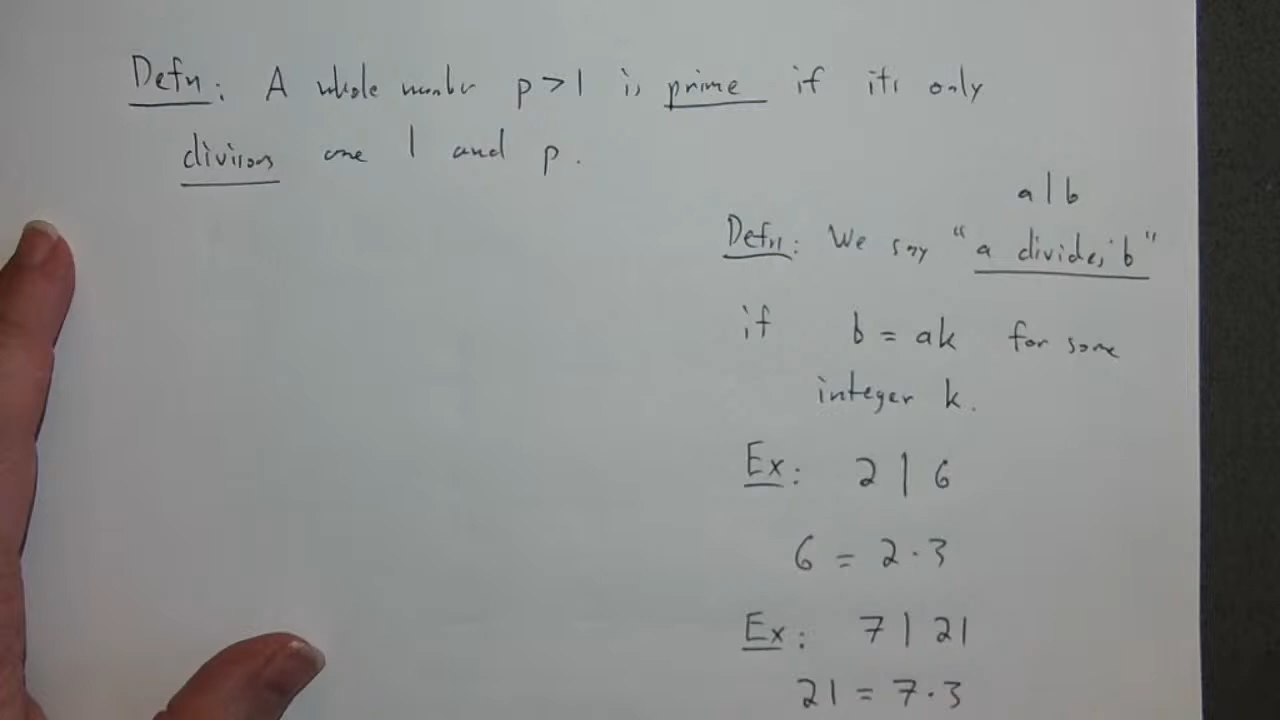 Defn: A whole number p > 1 is prime if its only
divisors are 1 and p.
a | b
Defn: We say "a divides b"
if b = ak for some
integer k.
Ex: 2 | 6
6 = 2 · 3
Ex: 7 | 21
21 = 7 · 3